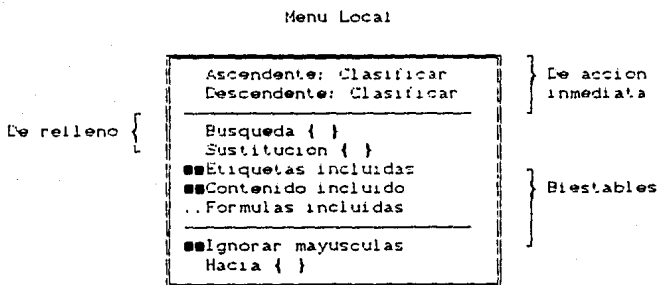 Menu Local
Ascendente: Clasificar
Descendente: Clasificar
De accion
inmediata
De relleno {
Busqueda { }
Sustitucion { }
■■Etiquetas incluidas
■■Contenido incluido
..Formulas incluidas
Biestables
■■Ignorar mayusculas
Hacia { }